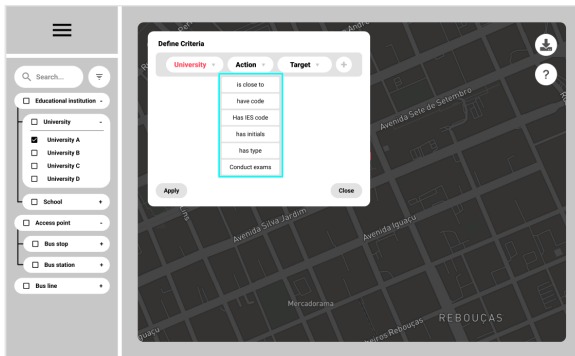 Search...
Educational institution -
University -
University A
University B
University C
University D
School +
Access point -
Bus stop +
Bus station +
Bus line +
Define Criteria
University Action Target +
is close to
have code
Has IES code
has initials
has type
Conduct exams
Apply Close
?
Avenida Sete de Setembro
Avenida Silva Jardim
Avenida Iguaçu
Mercadorama
REBOUÇAS